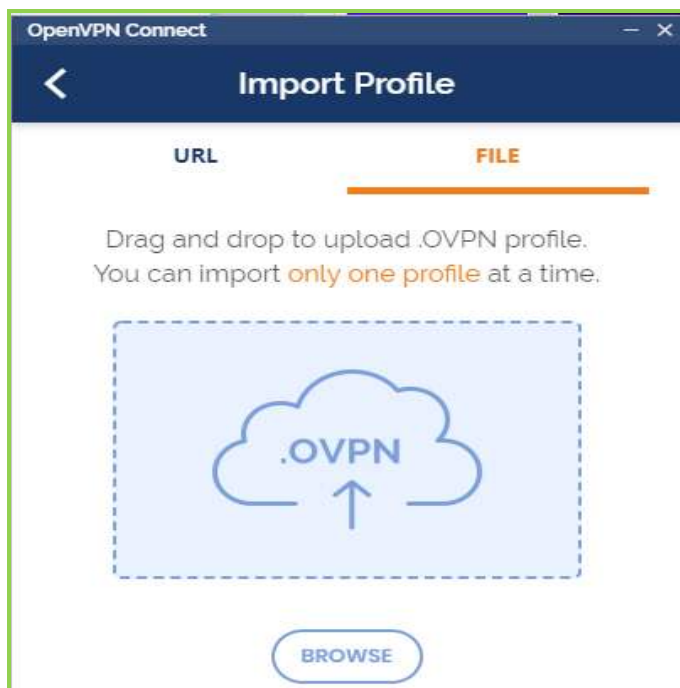 OpenVPN Connect
Import Profile
URL
FILE
Drag and drop to upload .OVPN profile.
You can import only one profile at a time.
.OVPN
BROWSE